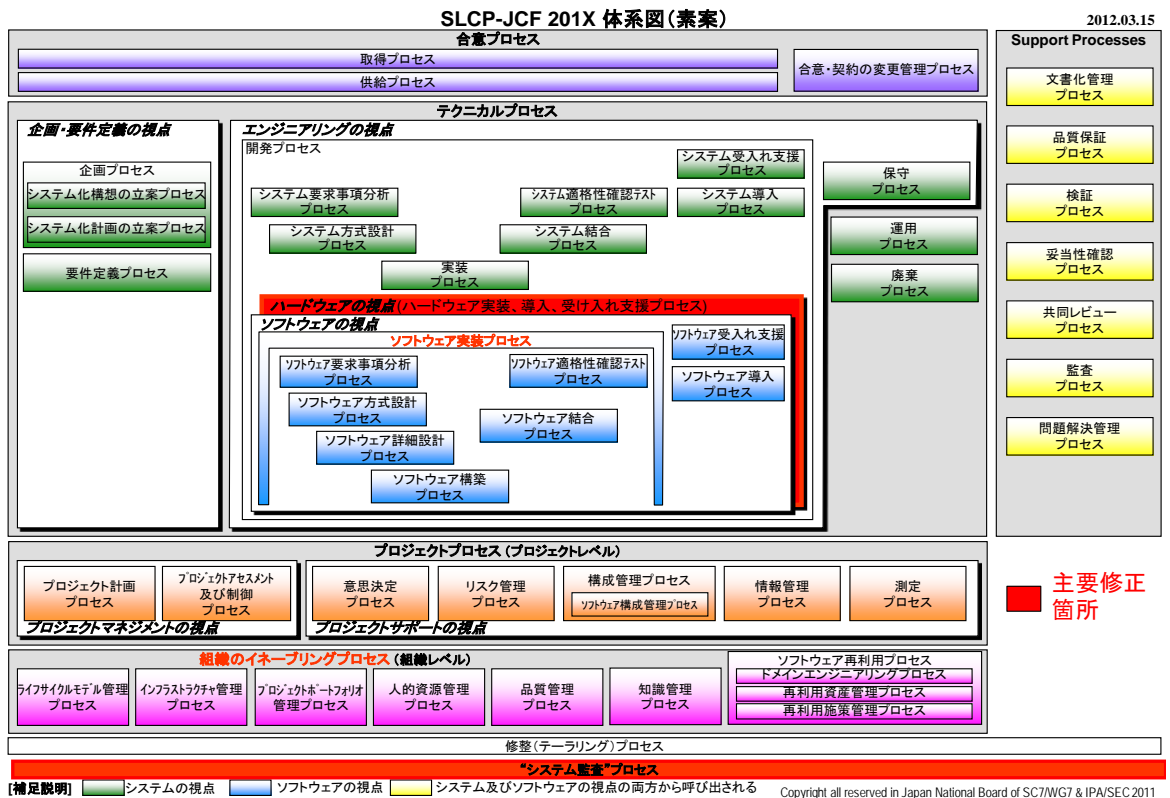 SLCP-JCF 201X 体系図（素案）
2012.03.15
合意プロセス
取得プロセス
供給プロセス
合意・契約の変更管理プロセス
テクニカルプロセス
企画・要件定義の視点
企画プロセス
システム化構想の立案プロセス
システム化計画の立案プロセス
要件定義プロセス
エンジニアリングの視点
開発プロセス
システム要求事項分析
プロセス
システム方式設計
プロセス
実装
プロセス
システム適格性確認テスト
プロセス
システム結合
プロセス
システム受入れ支援
プロセス
システム導入
プロセス
保守
プロセス
運用
プロセス
廃棄
プロセス
ハードウェアの視点(ハードウェア実装、導入、受け入れ支援プロセス)
ソフトウェアの視点
ソフトウェア実装プロセス
ソフトウェア要求事項分析
プロセス
ソフトウェア方式設計
プロセス
ソフトウェア詳細設計
プロセス
ソフトウェア構築
プロセス
ソフトウェア適格性確認テスト
プロセス
ソフトウェア結合
プロセス
ソフトウェア受入れ支援
プロセス
ソフトウェア導入
プロセス
Support Processes
文書化管理
プロセス
品質保証
プロセス
検証
プロセス
妥当性確認
プロセス
共同レビュー
プロセス
監査
プロセス
問題解決管理
プロセス
プロジェクトプロセス (プロジェクトレベル)
プロジェクト計画
プロセス
プロジェクトアセスメント
及び制御
プロセス
プロジェクトマネジメントの視点
意思決定
プロセス
リスク管理
プロセス
構成管理プロセス
ソフトウェア構成管理プロセス
情報管理
プロセス
測定
プロセス
プロジェクトサポートの視点
主要修正
箇所
組織のイネーブリングプロセス (組織レベル)
ライフサイクルモデル管理
プロセス
インフラストラクチャ管理
プロセス
プロジェクトポートフォリオ
管理プロセス
人的資源管理
プロセス
品質管理
プロセス
知識管理
プロセス
ソフトウェア再利用プロセス
ドメインエンジニアリングプロセス
再利用資産管理プロセス
再利用施策管理プロセス
修整（テーラリング）プロセス
“システム監査”プロセス
[補足説明] システムの視点 ソフトウェアの視点 システム及びソフトウェアの視点の両方から呼び出される
Copyright all reserved in Japan National Board of SC7/WG7 & IPA/SEC 2011